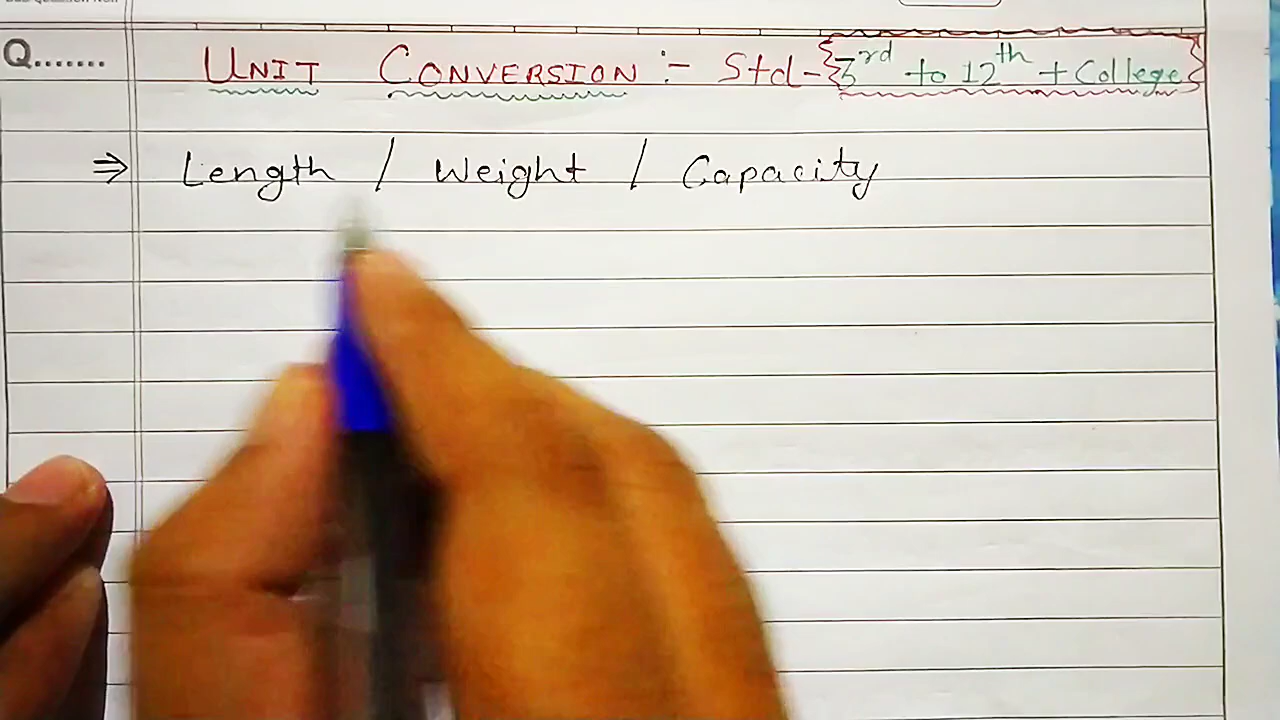 Q....... UNIT CONVERSION :- Std-{3rd to 12th + College}
⇒ Length / Weight / Capacity